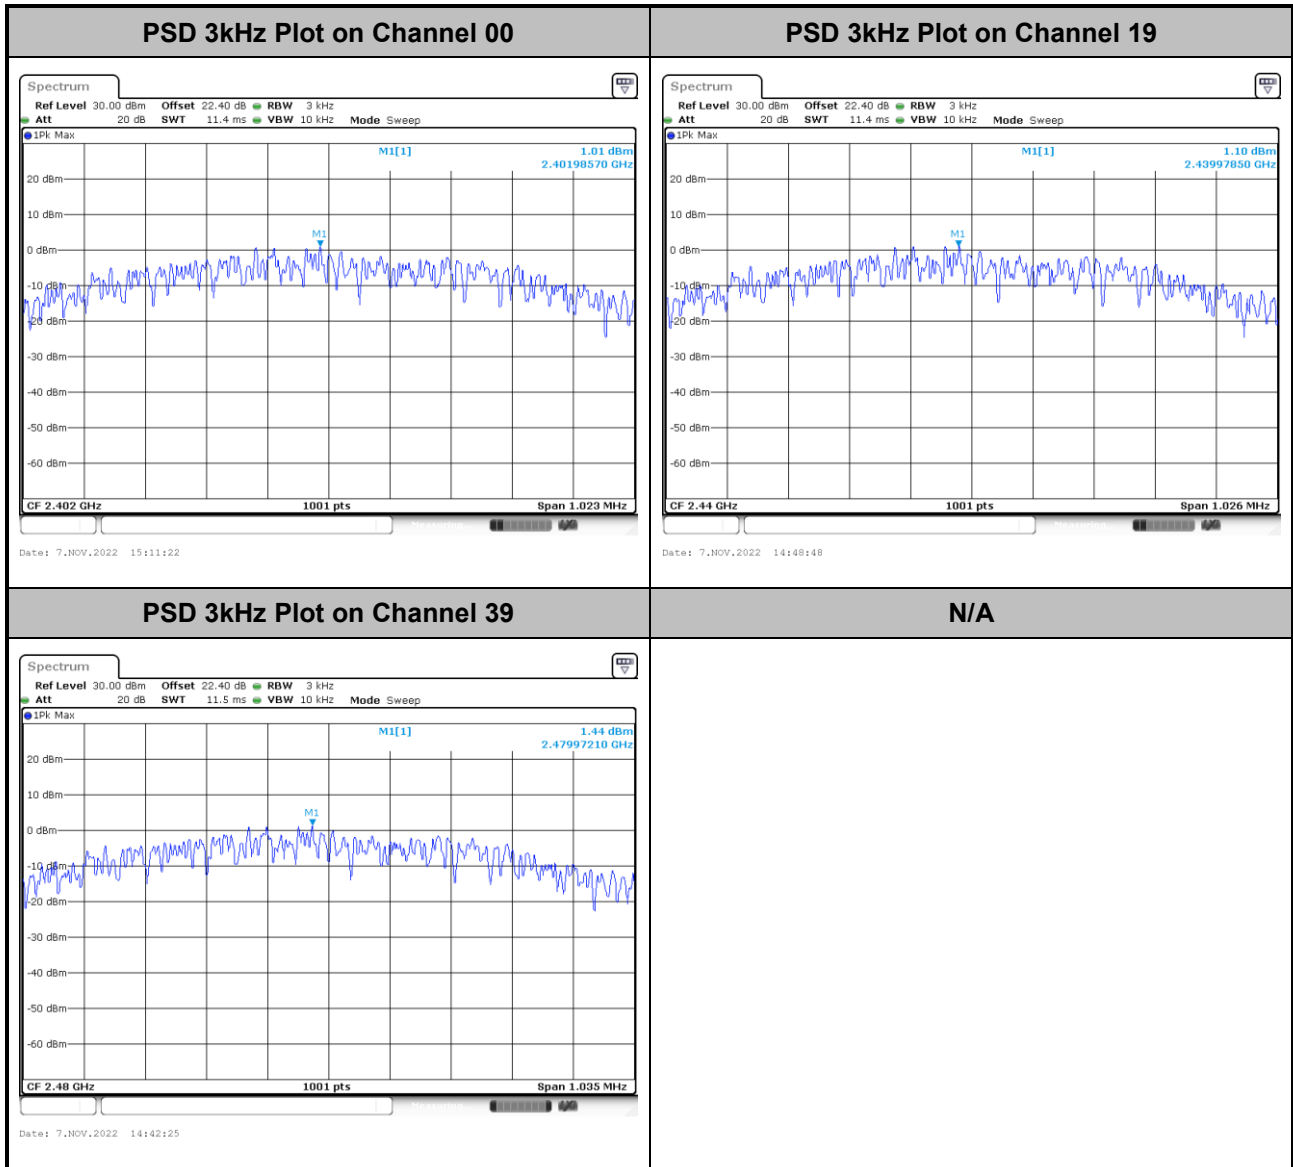 PSD 3kHz Plot on Channel 00
Spectrum
Ref Level 30.00 dBm Offset 22.40 dB RBW 3 kHz
Att 20 dB SWT 11.4 ms VBW 10 kHz Mode Sweep
1Pk Max
M1[1] 1.01 dBm
2.40198570 GHz
20 dBm
10 dBm
M1
0 dBm
-10 dBm
-20 dBm
-30 dBm
-40 dBm
-50 dBm
-60 dBm
CF 2.402 GHz 1001 pts Span 1.023 MHz
Date: 7.NOV.2022 15:11:22
PSD 3kHz Plot on Channel 19
Spectrum
Ref Level 30.00 dBm Offset 22.40 dB RBW 3 kHz
Att 20 dB SWT 11.4 ms VBW 10 kHz Mode Sweep
1Pk Max
M1[1] 1.10 dBm
2.43997850 GHz
20 dBm
10 dBm
M1
0 dBm
-10 dBm
-20 dBm
-30 dBm
-40 dBm
-50 dBm
-60 dBm
CF 2.44 GHz 1001 pts Span 1.026 MHz
Date: 7.NOV.2022 14:48:48
PSD 3kHz Plot on Channel 39
Spectrum
Ref Level 30.00 dBm Offset 22.40 dB RBW 3 kHz
Att 20 dB SWT 11.5 ms VBW 10 kHz Mode Sweep
1Pk Max
M1[1] 1.44 dBm
2.47997210 GHz
20 dBm
10 dBm
M1
0 dBm
-10 dBm
-20 dBm
-30 dBm
-40 dBm
-50 dBm
-60 dBm
CF 2.48 GHz 1001 pts Span 1.035 MHz
Date: 7.NOV.2022 14:42:25
N/A